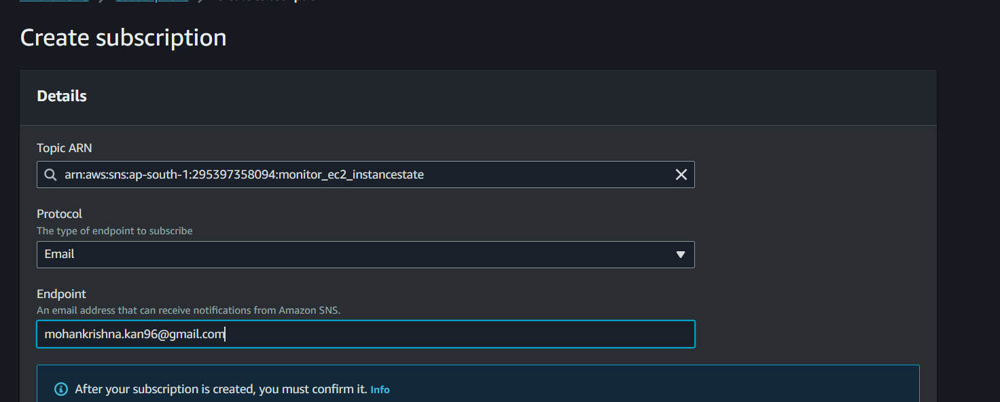 Create subscription
Details
Topic ARN
arn:aws:sns:ap-south-1:295397358094:monitor_ec2_instancestate
Protocol
The type of endpoint to subscribe
Email
Endpoint
An email address that can receive notifications from Amazon SNS.
mohankrishna.kan96@gmail.com
After your subscription is created, you must confirm it. Info